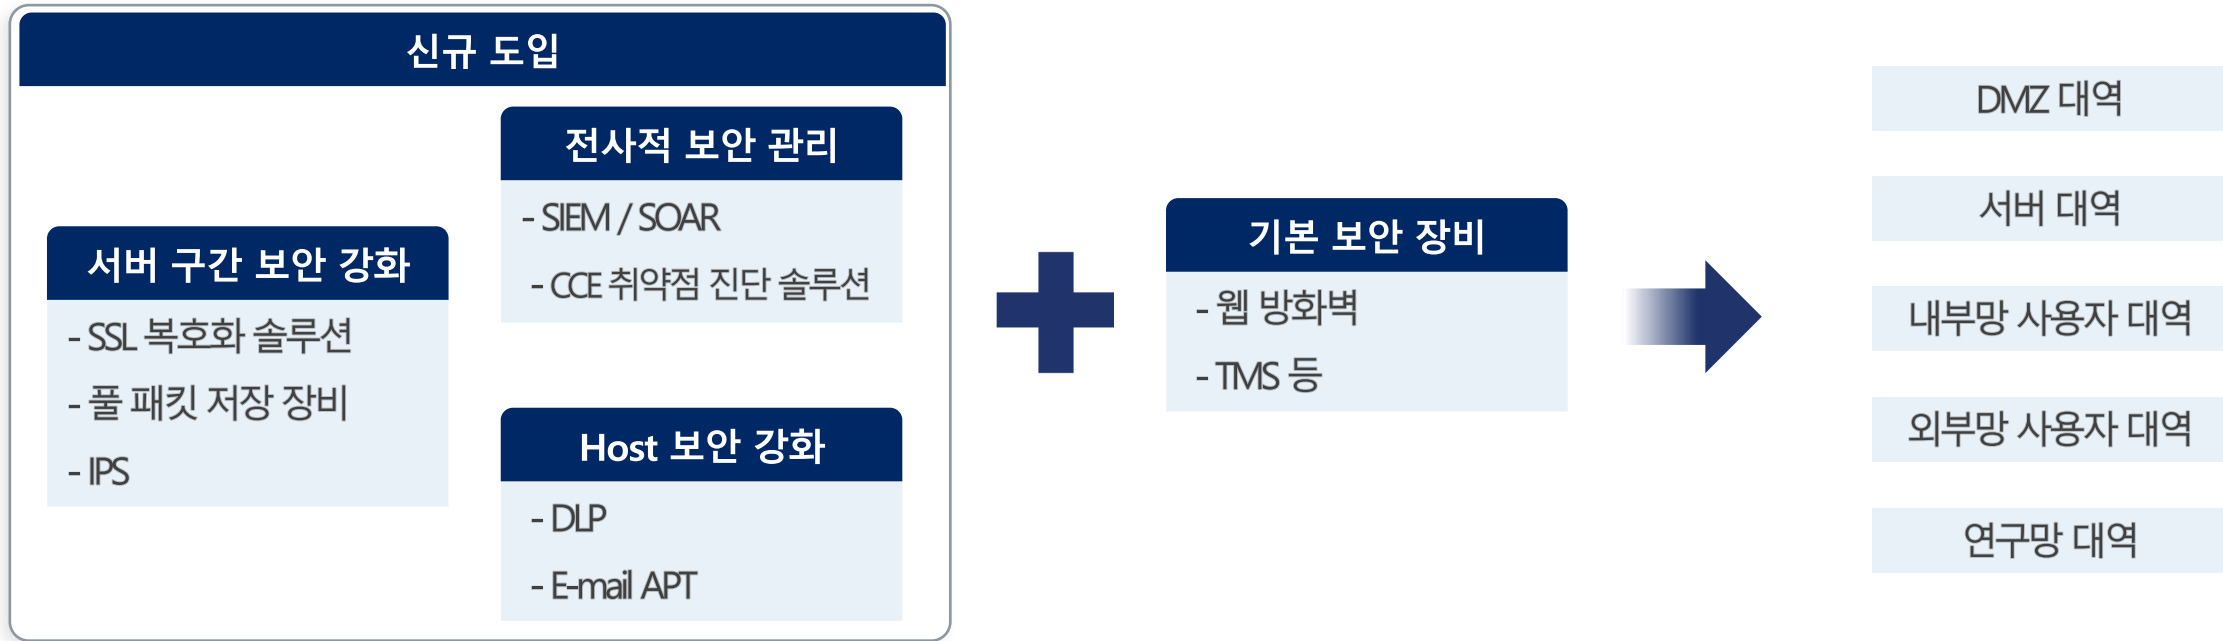 신규 도입
서버 구간 보안 강화
- SSL 복호화 솔루션
- 풀 패킷 저장 장비
- IPS
전사적 보안 관리
- SIEM / SOAR
- CCE 취약점 진단 솔루션
Host 보안 강화
- DLP
- E-mail APT
기본 보안 장비
- 웹 방화벽
- TMS 등
DMZ 대역
서버 대역
내부망 사용자 대역
외부망 사용자 대역
연구망 대역